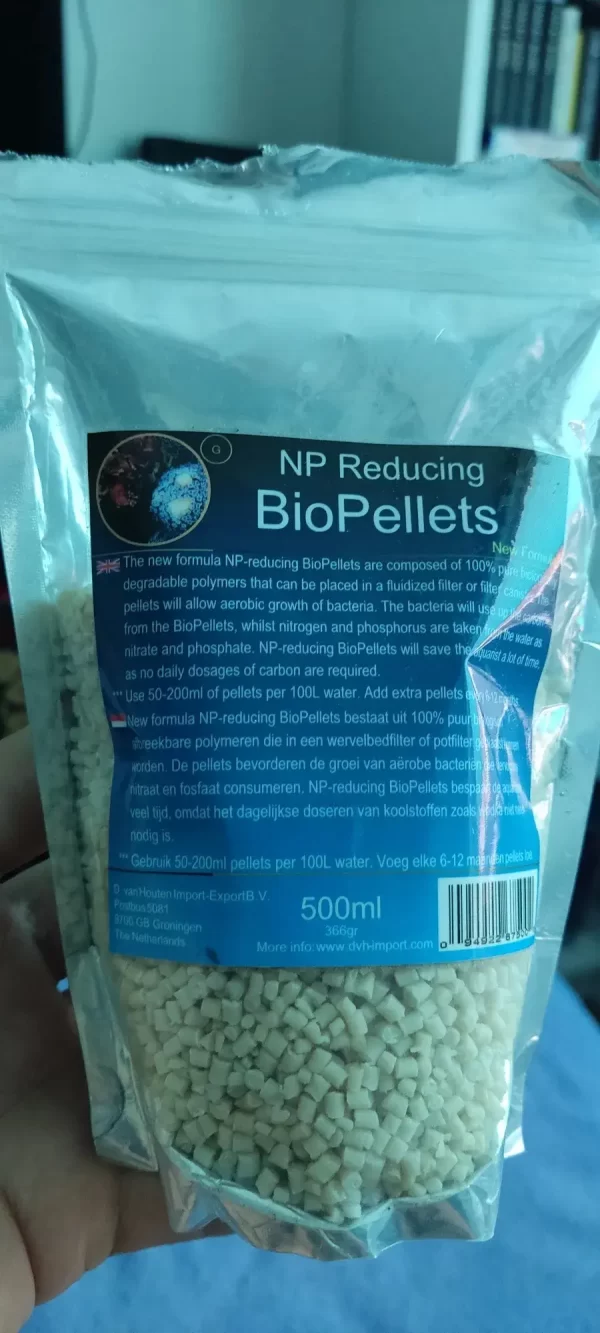 G
NP Reducing
BioPellets
New
The new formula NP-reducing BioPellets are composed of 100% pure
degradable polymers that can be placed in a fluidized filter or filter
pellets will allow aerobic growth of bacteria. The bacteria will use up the
from the BioPellets, whilst nitrogen and phosphorus are taken from the water as
nitrate and phosphate. NP-reducing BioPellets will save the aquarist a lot of time,
as no daily dosages of carbon are required.
*** Use 50-200ml of pellets per 100L water. Add extra pellets
New formula NP-reducing BioPellets bestaat uit 100% puur
afbreekbare polymeren die in een wervelbedfilter of potfilter
worden. De pellets bevorderen de groei van aërobe bacteriën
nitraat en fosfaat consumeren. NP-reducing BioPellets
veel tijd, omdat het dagelijkse doseren van koolstoffen zoals
nodig is.
*** Gebruik 50-200ml pellets per 100L water. Voeg elke 6-12 maanden pellets toe.
D. van Houten Import-Export B.V.
Postbus 5081
GB Groningen
The Netherlands
500ml
366gr
More info: www.dvh-import.com